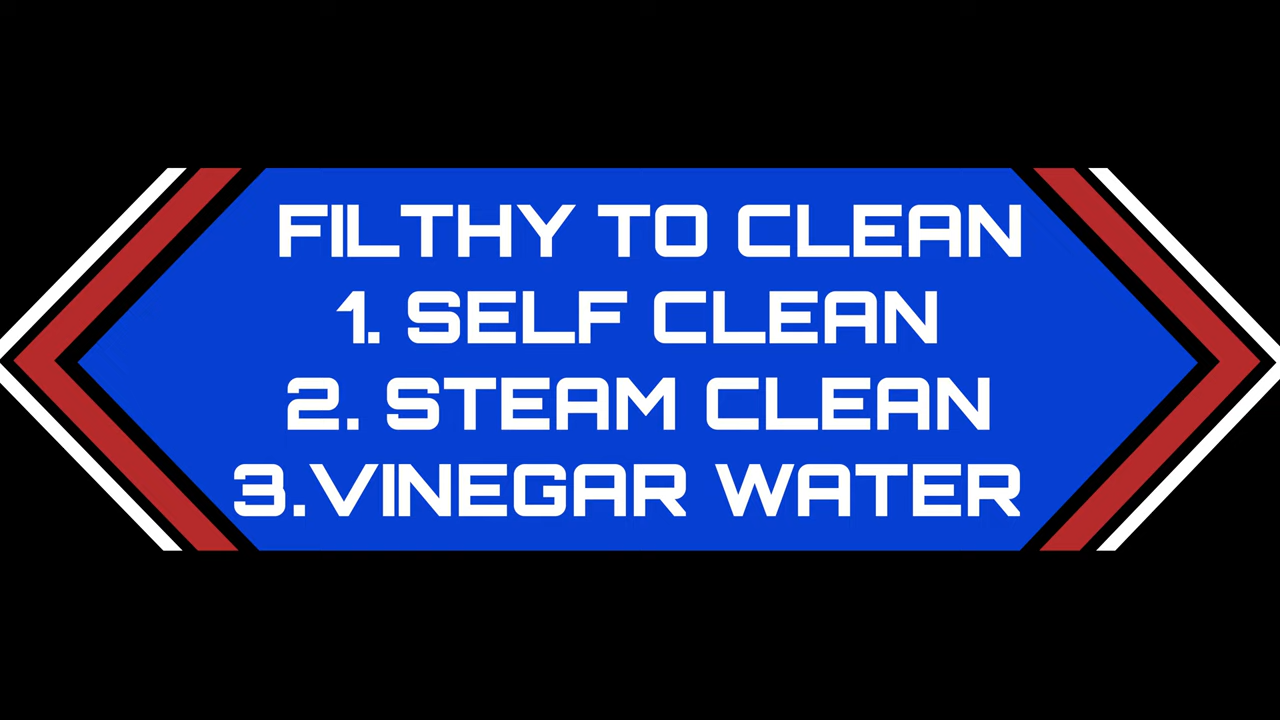 FILTHY TO CLEAN
1. SELF CLEAN
2. STEAM CLEAN
3.VINEGAR WATER